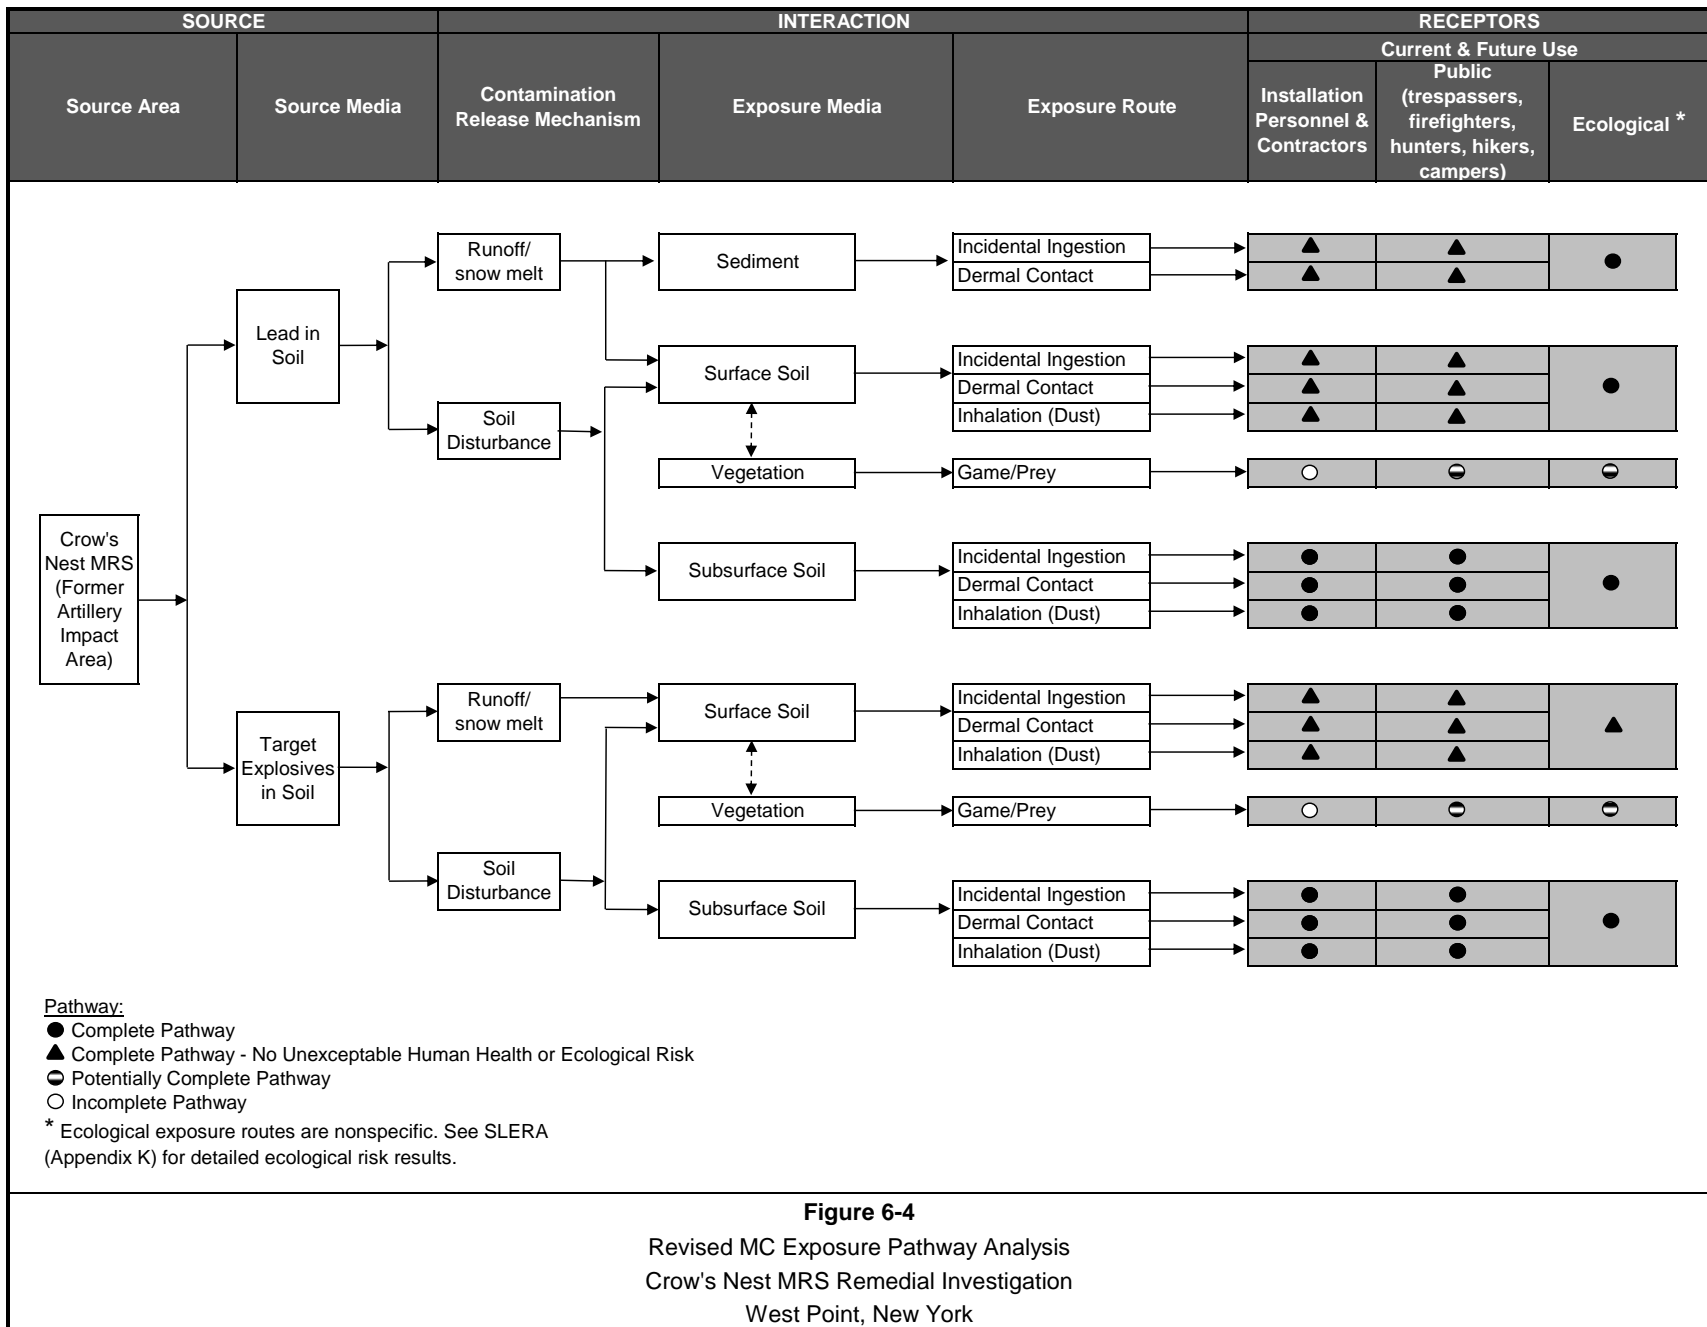 SOURCE
INTERACTION
RECEPTORS
Source Area
Source Media
Contamination
Release Mechanism
Exposure Media
Exposure Route
Current & Future Use
Installation
Personnel &
Contractors
Public
(trespassers,
firefighters,
hunters, hikers,
campers)
Ecological *
Crow's
Nest MRS
(Former
Artillery
Impact
Area)
Lead in
Soil
Runoff/
snow melt
Soil
Disturbance
Sediment
Incidental Ingestion
Dermal Contact
Surface Soil
Incidental Ingestion
Dermal Contact
Inhalation (Dust)
Vegetation
Game/Prey
Subsurface Soil
Incidental Ingestion
Dermal Contact
Inhalation (Dust)
Target
Explosives
in Soil
Runoff/
snow melt
Soil
Disturbance
Surface Soil
Incidental Ingestion
Dermal Contact
Inhalation (Dust)
Vegetation
Game/Prey
Subsurface Soil
Incidental Ingestion
Dermal Contact
Inhalation (Dust)
Pathway:
Complete Pathway
Complete Pathway - No Unexceptable Human Health or Ecological Risk
Potentially Complete Pathway
Incomplete Pathway
* Ecological exposure routes are nonspecific. See SLERA
(Appendix K) for detailed ecological risk results.
Figure 6-4
Revised MC Exposure Pathway Analysis
Crow's Nest MRS Remedial Investigation
West Point, New York